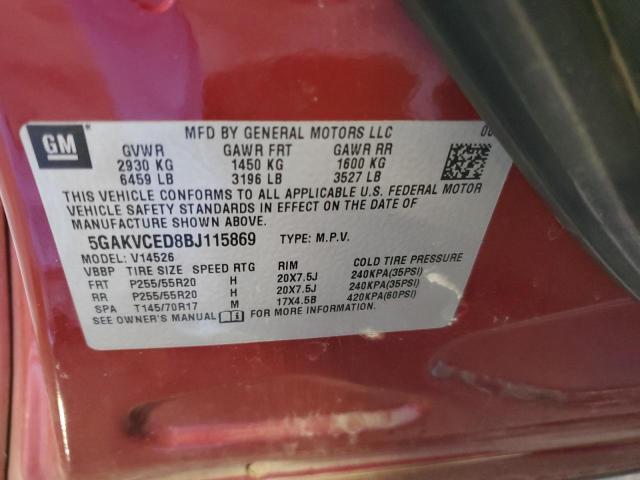 GM
MFD BY GENERAL MOTORS LLC
GVWR GAWR FRT GAWR RR
2930 KG 1450 KG 1600 KG
6459 LB 3196 LB 3527 LB
THIS VEHICLE CONFORMS TO ALL APPLICABLE U.S. FEDERAL MOTOR
VEHICLE SAFETY STANDARDS IN EFFECT ON THE DATE OF
MANUFACTURE SHOWN ABOVE.
5GAKVCED8BJ115869 TYPE: M.P.V.
MODEL: V14526
VBBP TIRE SIZE SPEED RTG RIM COLD TIRE PRESSURE
FRT P255/55R20 H 20X7.5J 240KPA(35PSI)
RR P255/55R20 H 20X7.5J 240KPA(35PSI)
SPA T145/70R17 M 17X4.5B 420KPA(60PSI)
SEE OWNER'S MANUAL FOR MORE INFORMATION.